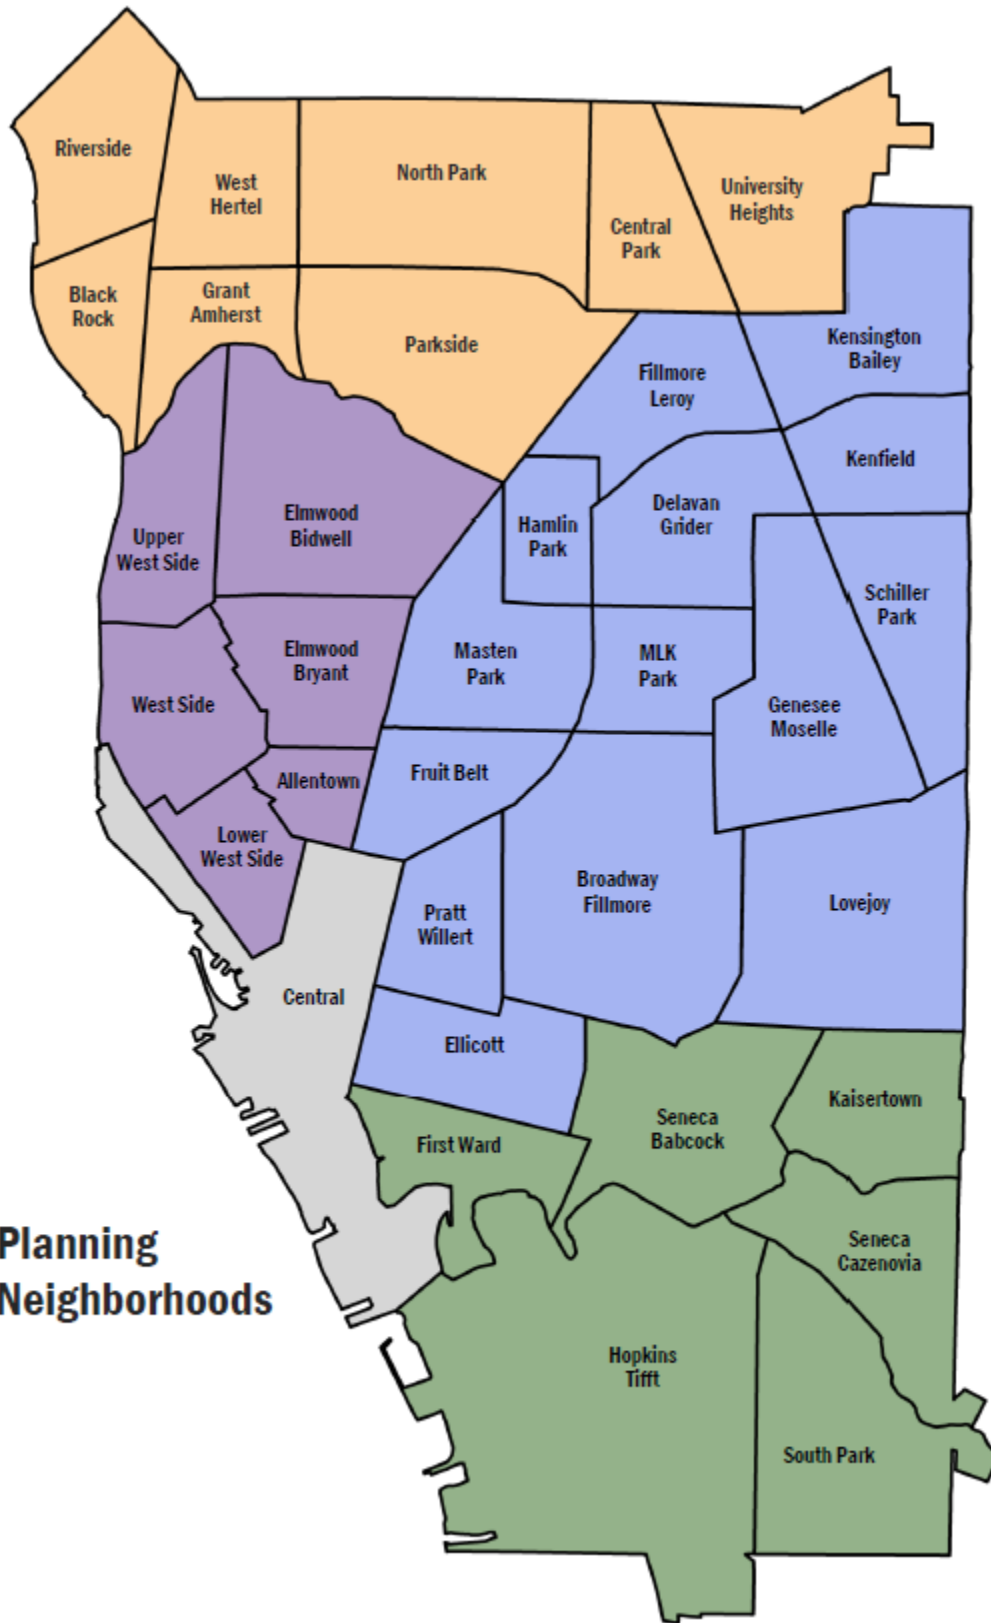 Riverside
West
Hertel
North Park
Central
Park
University
Heights
Black
Rock
Grant
Amherst
Parkside
Fillmore
Leroy
Kensington
Bailey
Kenfield
Upper
West Side
Elmwood
Bidwell
Hamlin
Park
Delavan
Grider
Schiller
Park
West Side
Elmwood
Bryant
Masten
Park
MLK
Park
Genesee
Moselle
Allentown
Fruit Belt
Lower
West Side
Pratt
Willert
Broadway
Fillmore
Lovejoy
Central
Ellicott
First Ward
Seneca
Babcock
Kaisertown
Planning
Neighborhoods
Seneca
Cazenovia
Hopkins
Tifft
South Park